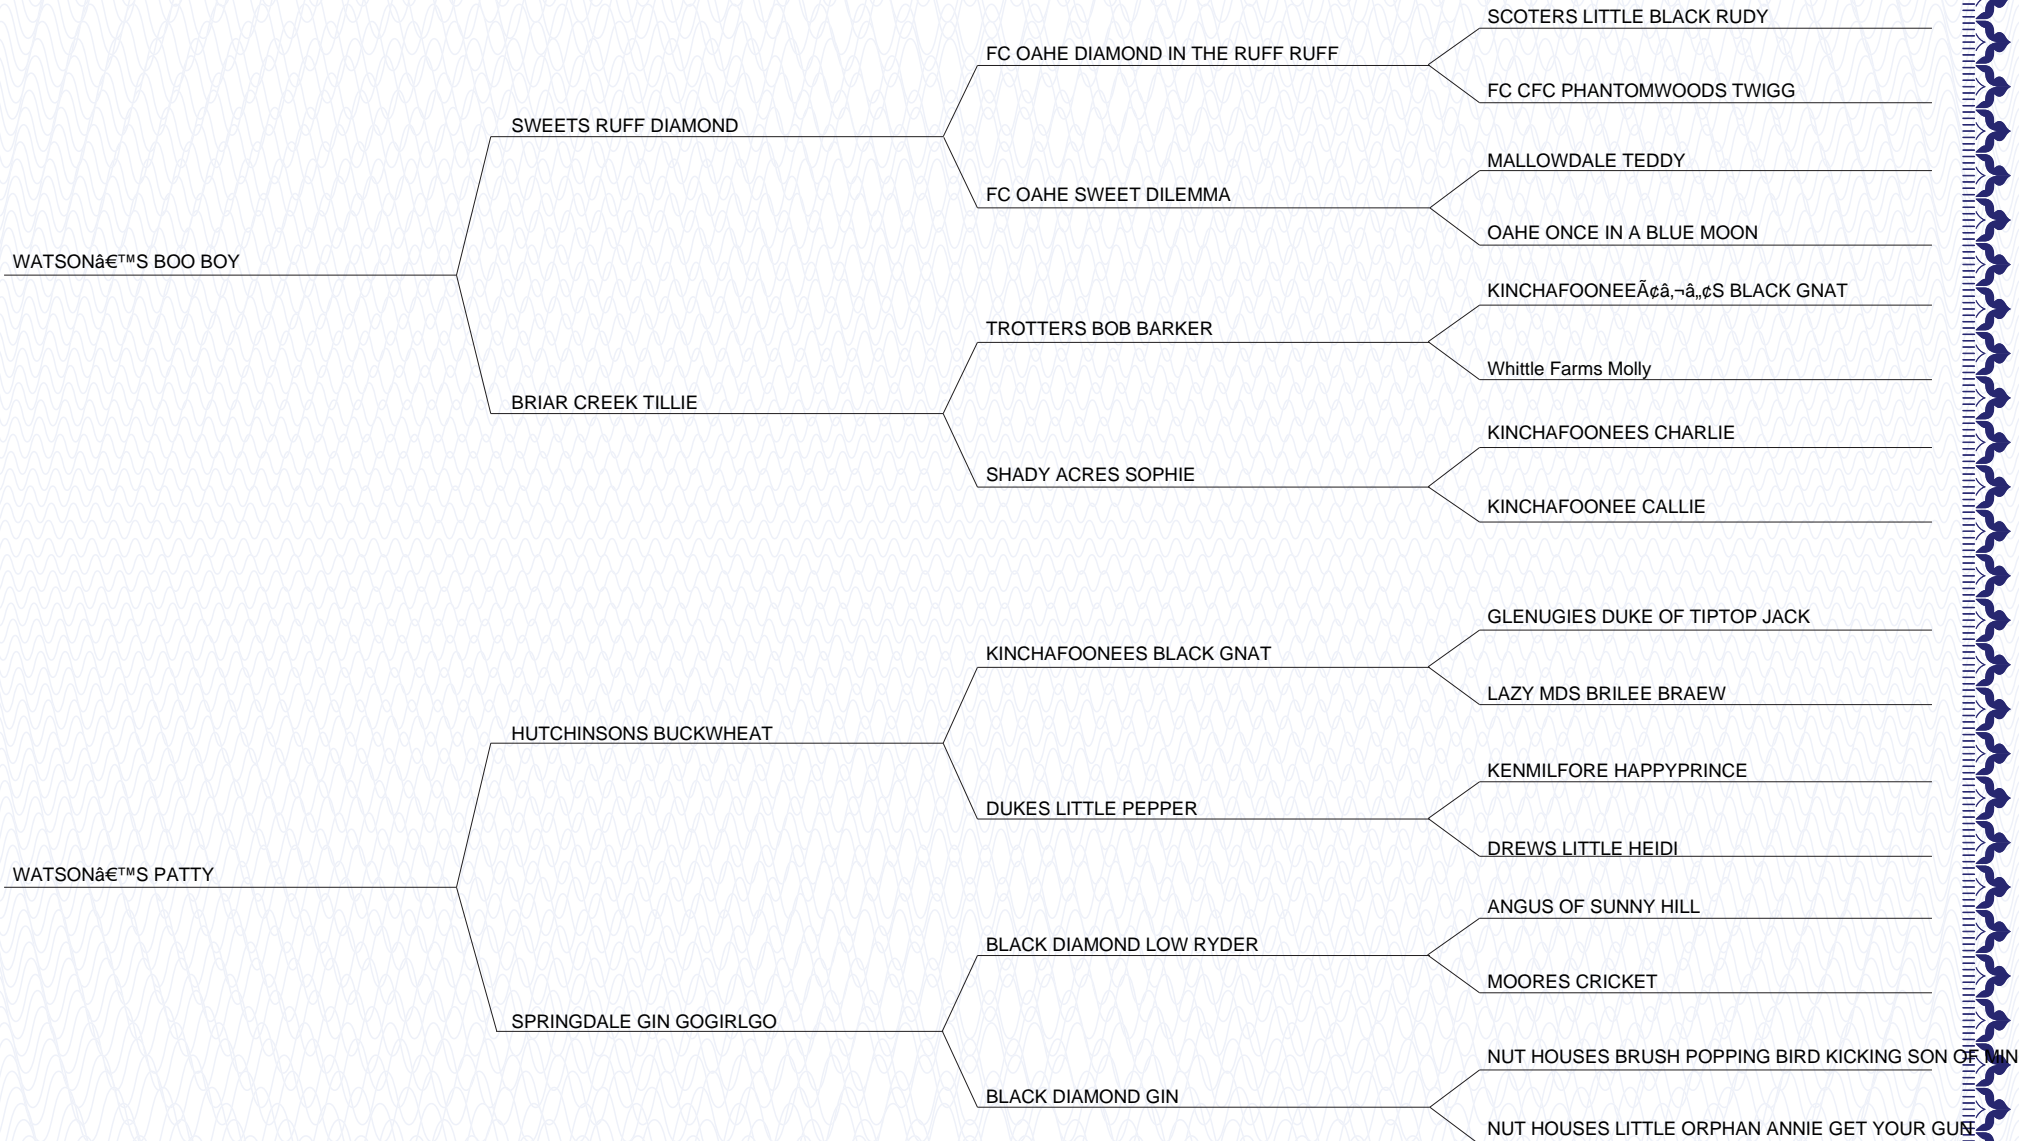 SCOTERS LITTLE BLACK RUDY
FC OAHE DIAMOND IN THE RUFF RUFF
FC CFC PHANTOMWOODS TWIGG
SWEETS RUFF DIAMOND
MALLOWDALE TEDDY
FC OAHE SWEET DILEMMA
OAHE ONCE IN A BLUE MOON
WATSONâ€™S BOO BOY
KINCHAFOONEEÃ¢â‚¬â„¢S BLACK GNAT
TROTTERS BOB BARKER
Whittle Farms Molly
BRIAR CREEK TILLIE
KINCHAFOONEES CHARLIE
SHADY ACRES SOPHIE
KINCHAFOONEE CALLIE
GLENUGIES DUKE OF TIPTOP JACK
KINCHAFOONEES BLACK GNAT
LAZY MDS BRILEE BRAEW
HUTCHINSONS BUCKWHEAT
KENMILFORE HAPPYPRINCE
DUKES LITTLE PEPPER
DREWS LITTLE HEIDI
WATSONâ€™S PATTY
ANGUS OF SUNNY HILL
BLACK DIAMOND LOW RYDER
MOORES CRICKET
SPRINGDALE GIN GOGIRLGO
NUT HOUSES BRUSH POPPING BIRD KICKING SON OF MIN
BLACK DIAMOND GIN
NUT HOUSES LITTLE ORPHAN ANNIE GET YOUR GUN